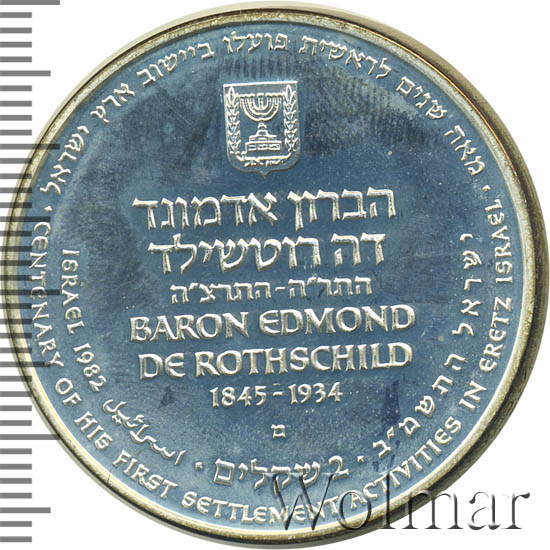 מאה שנים לראשית פועלו ביישוב ארץ ישראל
הברון אדמונד
דה רוטשילד
התר"ה-התרצ"ה
BARON EDMOND
DE ROTHSCHILD
1845-1934
מ
ISRAEL 1982 اسرائيل • 2 שקלים • ישראל התשמ"ב
• CENTENARY OF HIS FIRST SETTLEMENT ACTIVITIES IN ERETZ ISRAEL •
Wolmar